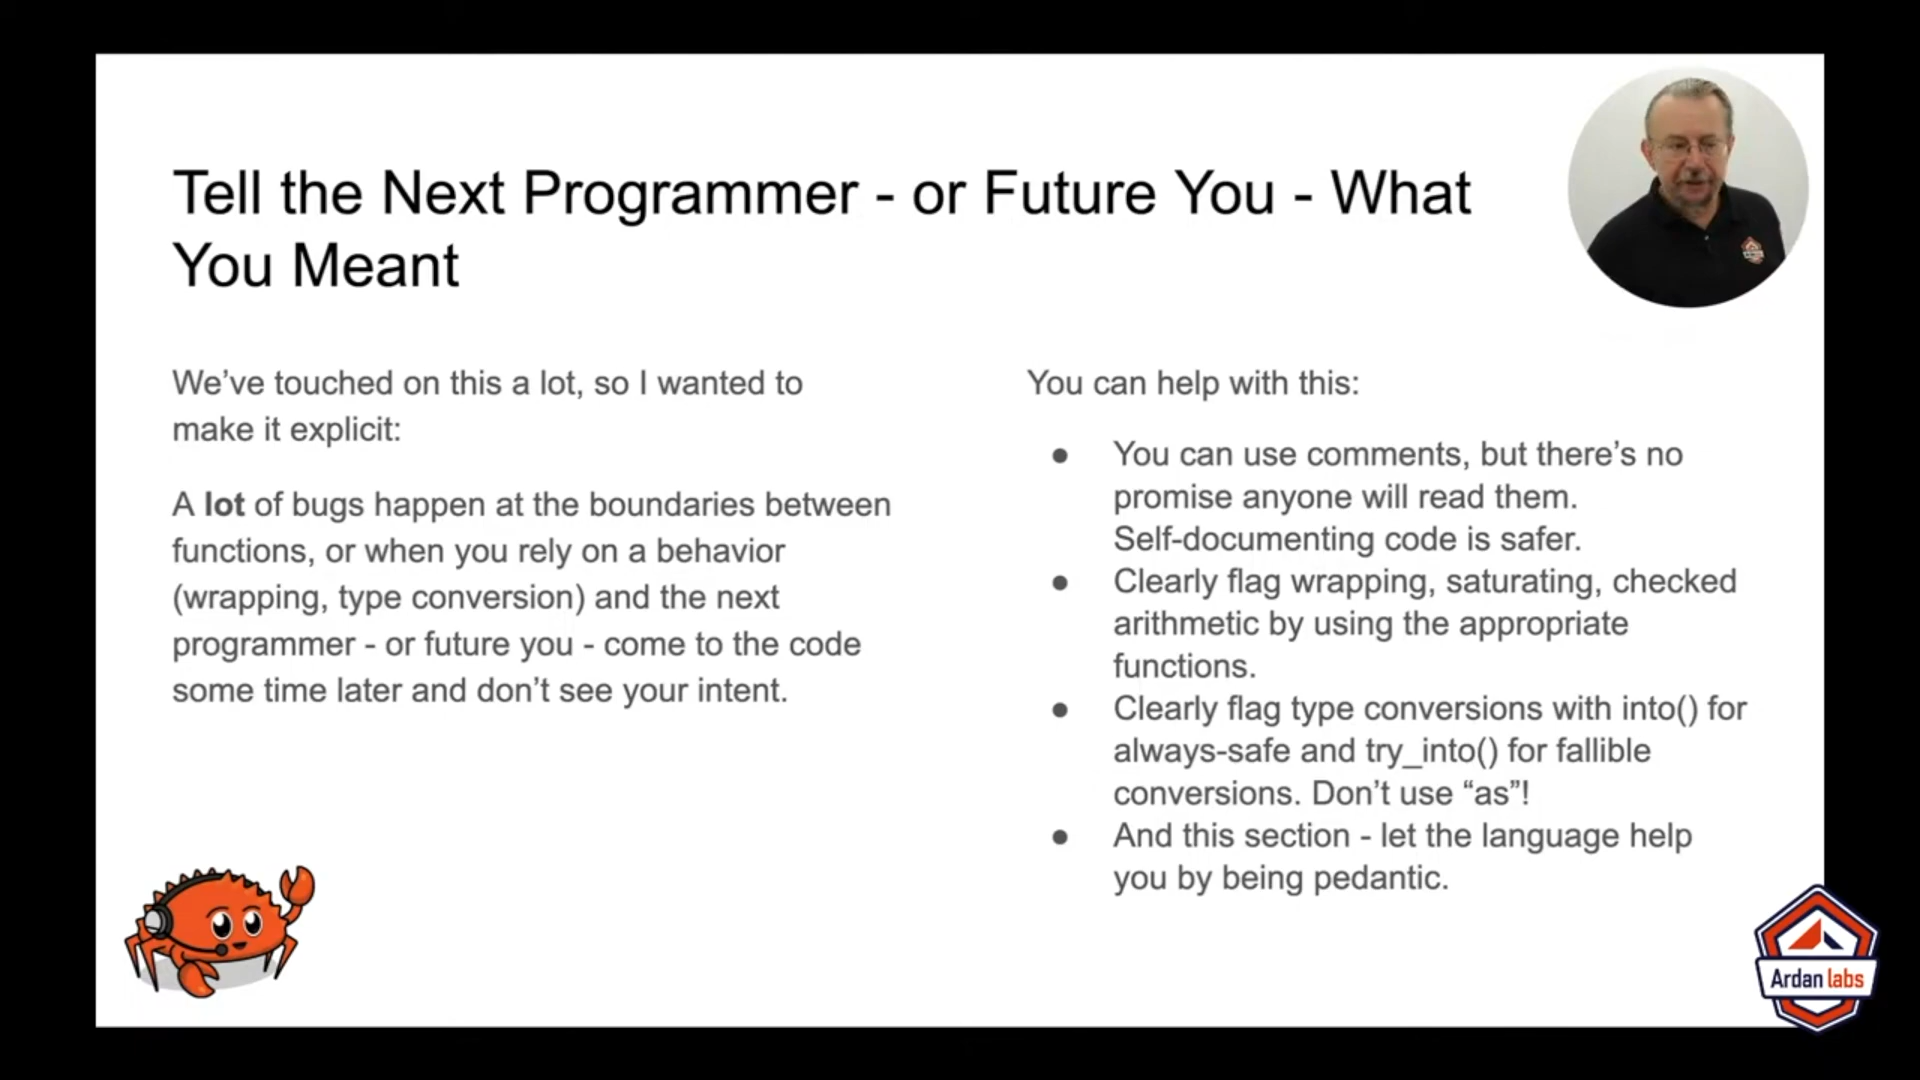 Tell the Next Programmer - or Future You - What
You Meant
We’ve touched on this a lot, so I wanted to
make it explicit:
A lot of bugs happen at the boundaries between
functions, or when you rely on a behavior
(wrapping, type conversion) and the next
programmer - or future you - come to the code
some time later and don’t see your intent.
You can help with this:
● You can use comments, but there’s no
promise anyone will read them.
Self-documenting code is safer.
● Clearly flag wrapping, saturating, checked
arithmetic by using the appropriate
functions.
● Clearly flag type conversions with into() for
always-safe and try_into() for fallible
conversions. Don’t use “as”!
● And this section - let the language help
you by being pedantic.
Ardan labs